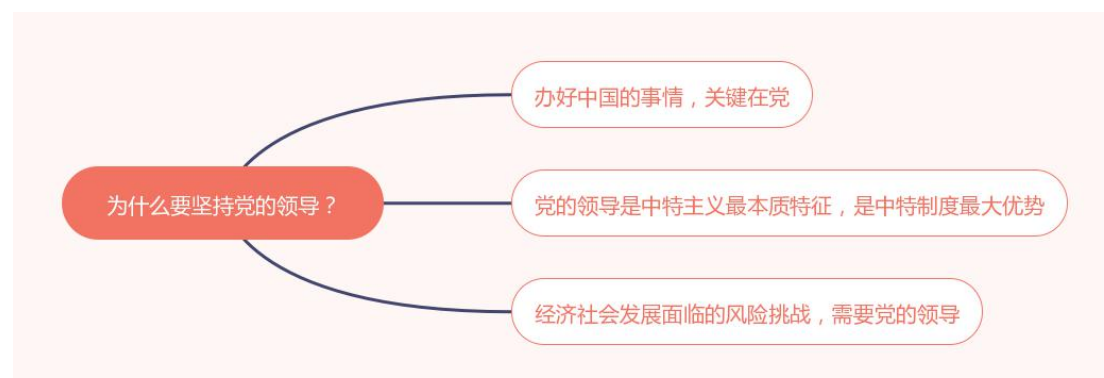 办好中国的事情，关键在党
为什么要坚持党的领导？
党的领导是中特主义最本质特征，是中特制度最大优势
经济社会发展面临的风险挑战，需要党的领导